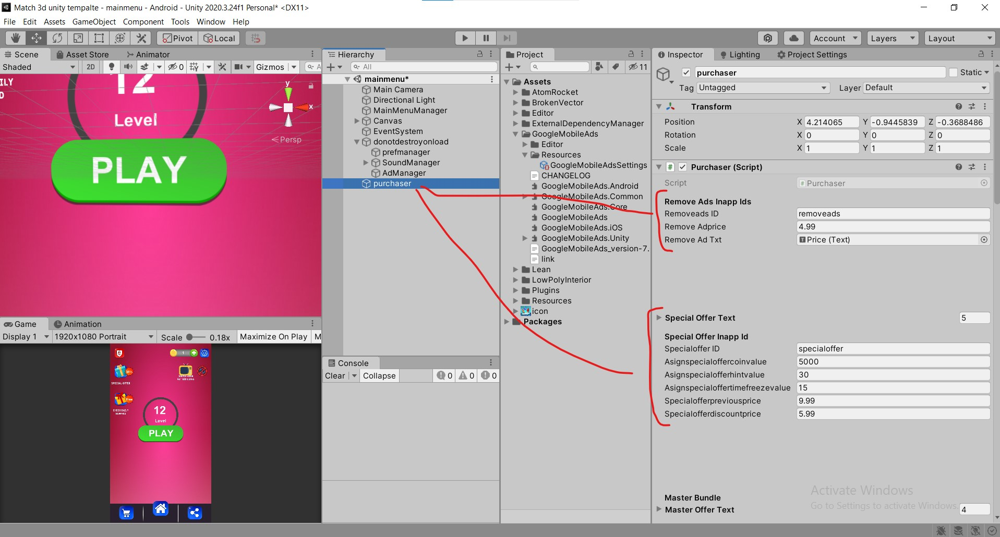 Match 3d unity tempalte - mainmenu - Android - Unity 2020.3.24f1 Personal* <DX11>
File Edit Assets GameObject Component Tools Window Help
Pivot Local Account Layers Layout
Scene Asset Store Animator
Shaded 2D 0 Gizmos A
ILY
D
12
Level
PLAY
y
x
Persp
Game Animation
Display 1 1920x1080 Portrait Scale 0.18x Maximize On Play M
1
SPECIAL OFFER
CHECK DAILY
REWARD
Free
12
Level
PLAY
Hierarchy
All
mainmenu*
Main Camera
Directional Light
MainMenuManager
Canvas
EventSystem
donotdestroyonload
prefmanager
SoundManager
AdManager
purchaser
Console
Clear Collapse 0 0 0
Project
11
Assets
AtomRocket
BrokenVector
Editor
ExternalDependencyManager
GoogleMobileAds
Editor
Resources
GoogleMobileAdsSettings
CHANGELOG
GoogleMobileAds.Android
GoogleMobileAds.Common
GoogleMobileAds.Core
GoogleMobileAds
GoogleMobileAds.iOS
GoogleMobileAds.Unity
GoogleMobileAds_version-7.
link
Lean
LowPolyInterior
Plugins
Resources
icon
Packages
Inspector Lighting Project Settings
purchaser Static
Tag Untagged Layer Default
Transform
Position X 4.214065 Y -0.9445839 Z -0.3688486
Rotation X 0 Y 0 Z 0
Scale X 1 Y 1 Z 1
# Purchaser (Script)
Script # Purchaser
Remove Ads Inapp Ids
Removeads ID removeads
Remove Adprice 4.99
Remove Ad Txt Price (Text)
Special Offer Text 5
Special Offer Inapp Id
Specialoffer ID specialoffer
Asignspecialoffercoinvalue 5000
Asignspecialofferhintvalue 30
Asignspecialoffertimefreezevalue 15
Specialofferpreviousprice 9.99
Specialofferdiscountprice 5.99
Master Bundle
Master Offer Text 4
Activate Windows
Go to Settings to activate Windows.